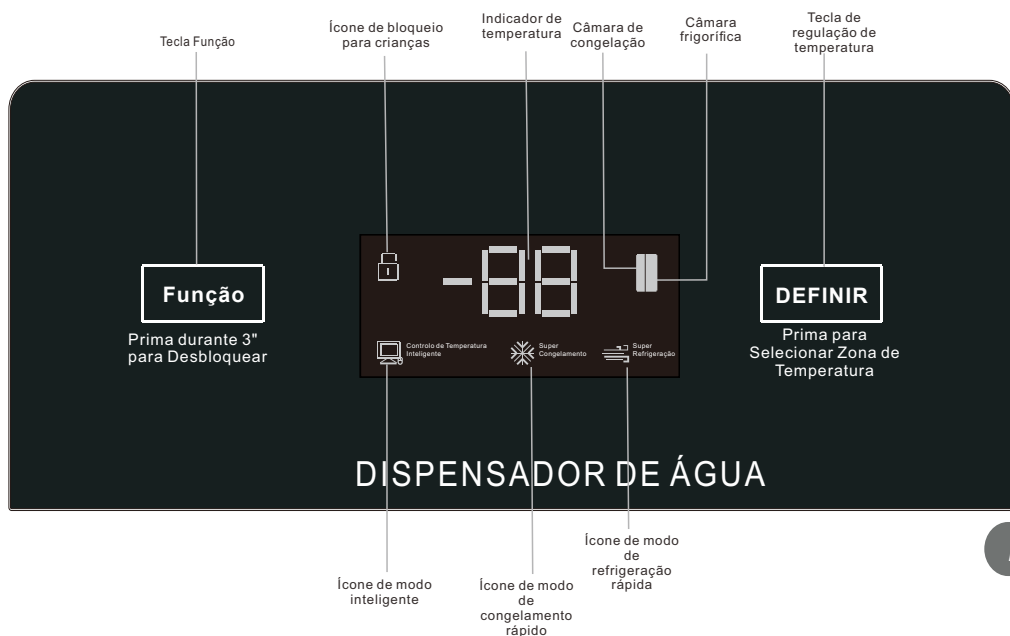 Tecla Função
Ícone de bloqueio
para crianças
Indicador de
temperatura
Câmara de
congelação
Câmara
frigorífica
Tecla de
regulação de
temperatura
Função
Prima durante 3"
para Desbloquear
-88
Controlo de Temperatura
Inteligente
Super
Congelamento
Super
Refrigeração
DEFINIR
Prima para
Selecionar Zona de
Temperatura
DISPENSADOR DE ÁGUA
Ícone de modo
inteligente
Ícone de modo
de
congelamento
rápido
Ícone de modo
de
refrigeração
rápida